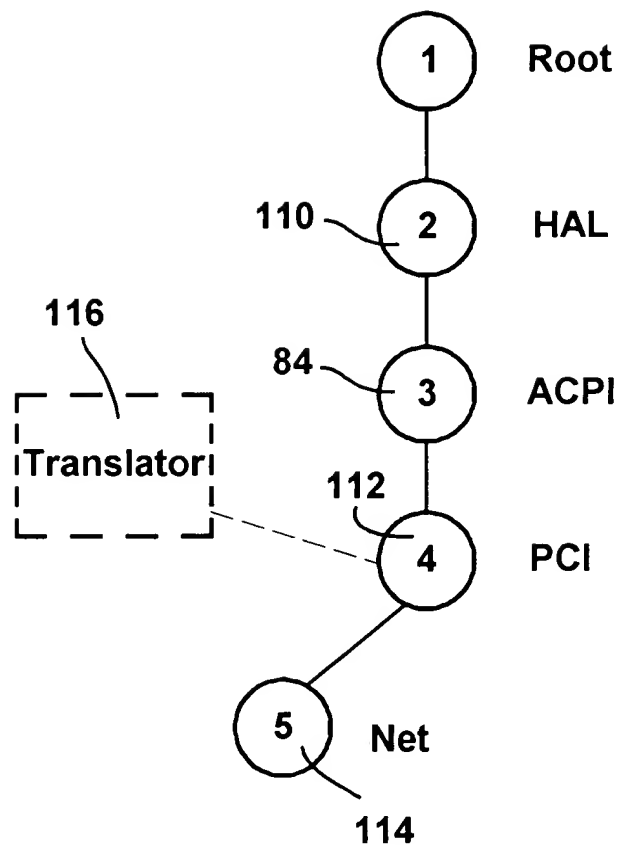 1 Root
110 2 HAL
116
84 3 ACPI
Translator
112
4 PCI
5 Net
114